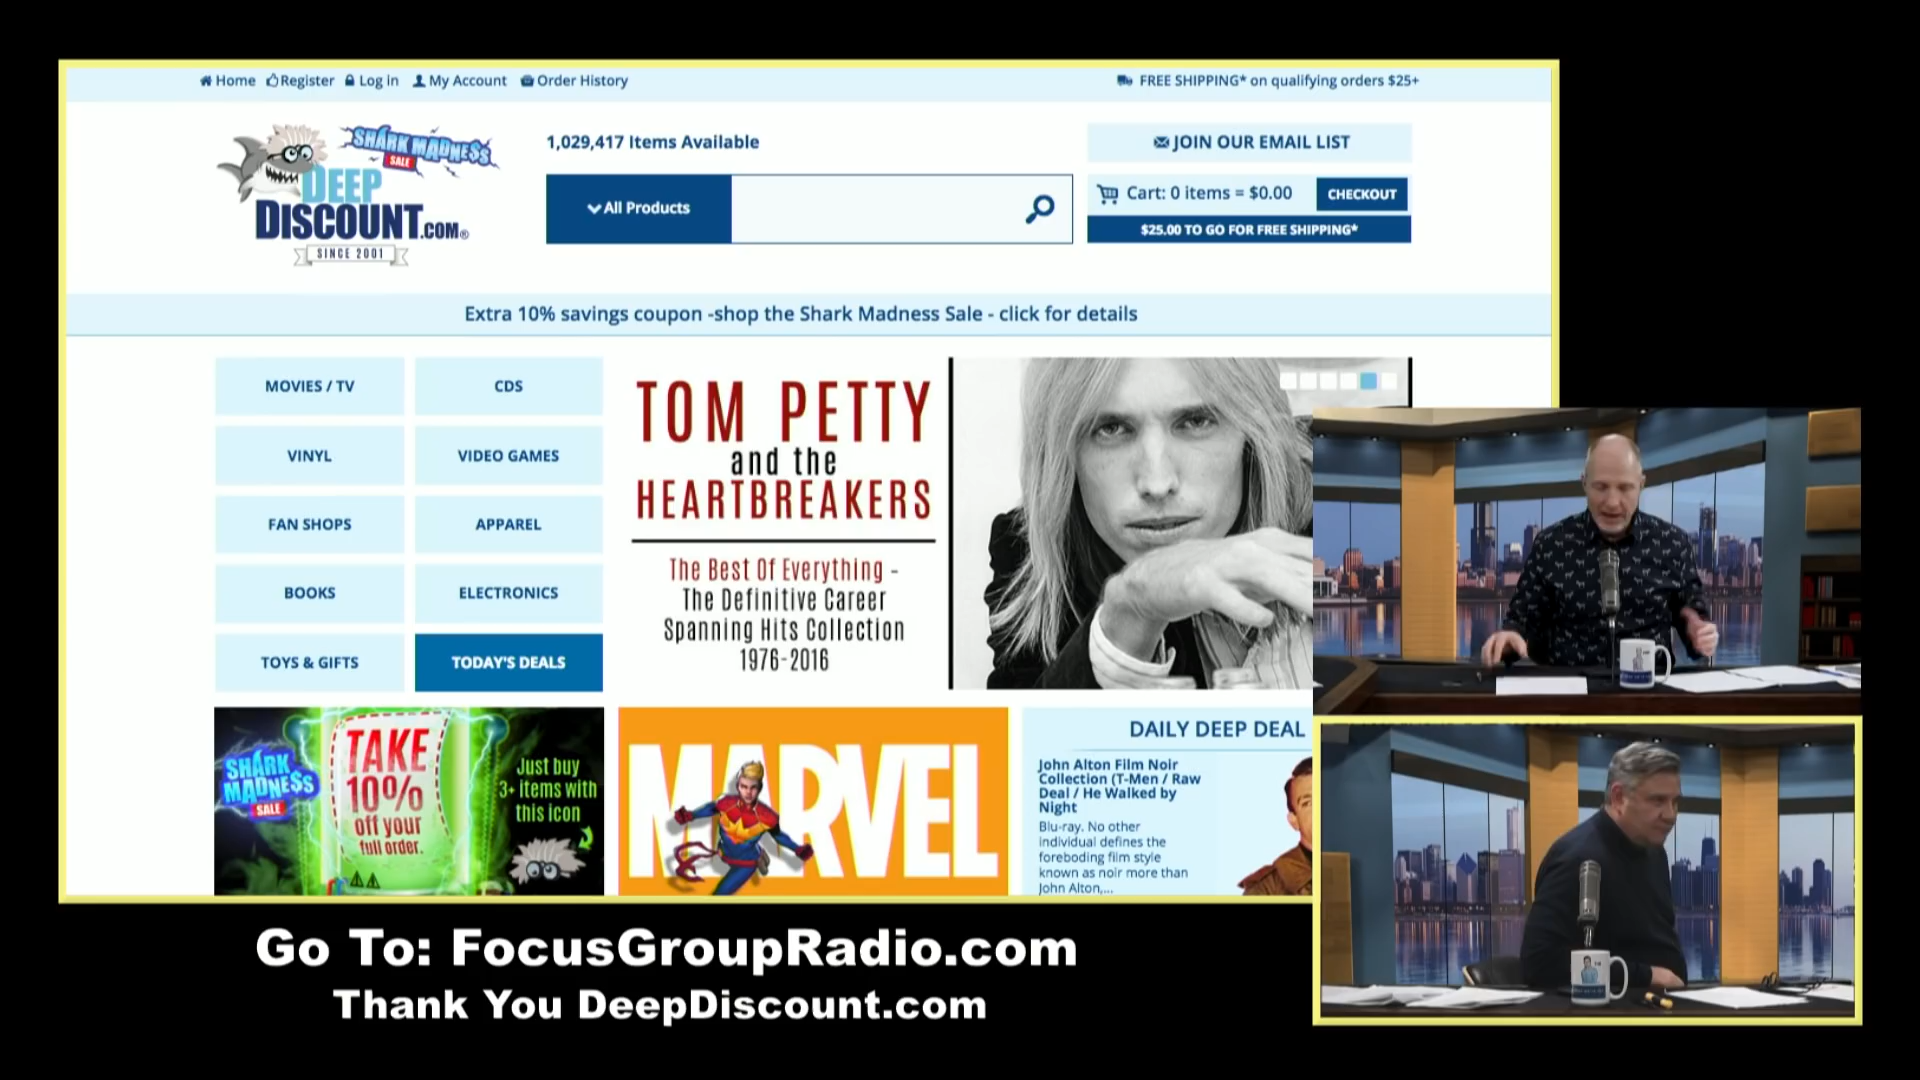 Home Register Log in My Account Order History
FREE SHIPPING* on qualifying orders $25+
SHARK MADNE$$
SALE
DEEP
DISCOUNT.COM®
SINCE 2001
1,029,417 Items Available
All Products
JOIN OUR EMAIL LIST
Cart: 0 items = $0.00 CHECKOUT
$25.00 TO GO FOR FREE SHIPPING*
Extra 10% savings coupon -shop the Shark Madness Sale - click for details
MOVIES / TV
CDS
VINYL
VIDEO GAMES
FAN SHOPS
APPAREL
BOOKS
ELECTRONICS
TOYS & GIFTS
TODAY'S DEALS
TOM PETTY
and the
HEARTBREAKERS
The Best Of Everything -
The Definitive Career
Spanning Hits Collection
1976-2016
SHARK
MADNE$$
SALE
TAKE
10%
off your
full order.
Just buy
3+ items with
this icon
MARVEL
DAILY DEEP DEAL
John Alton Film Noir
Collection (T-Men / Raw
Deal / He Walked by
Night
Blu-ray. No other
individual defines the
foreboding film style
known as noir more than
John Alton,...
Go To: FocusGroupRadio.com
Thank You DeepDiscount.com